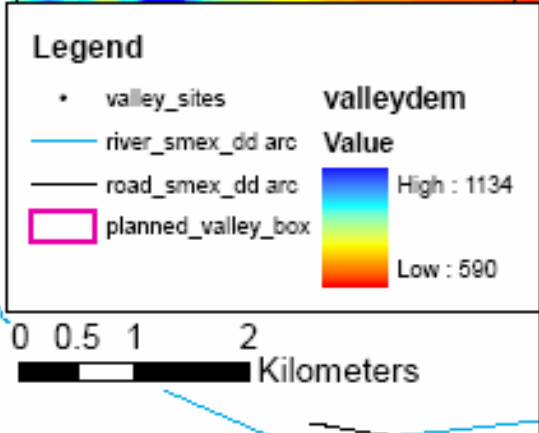 Legend
valley_sites
river_smex_dd arc
road_smex_dd arc
planned_valley_box
valleydem
Value
High : 1134
Low : 590
0 0.5 1 2
Kilometers